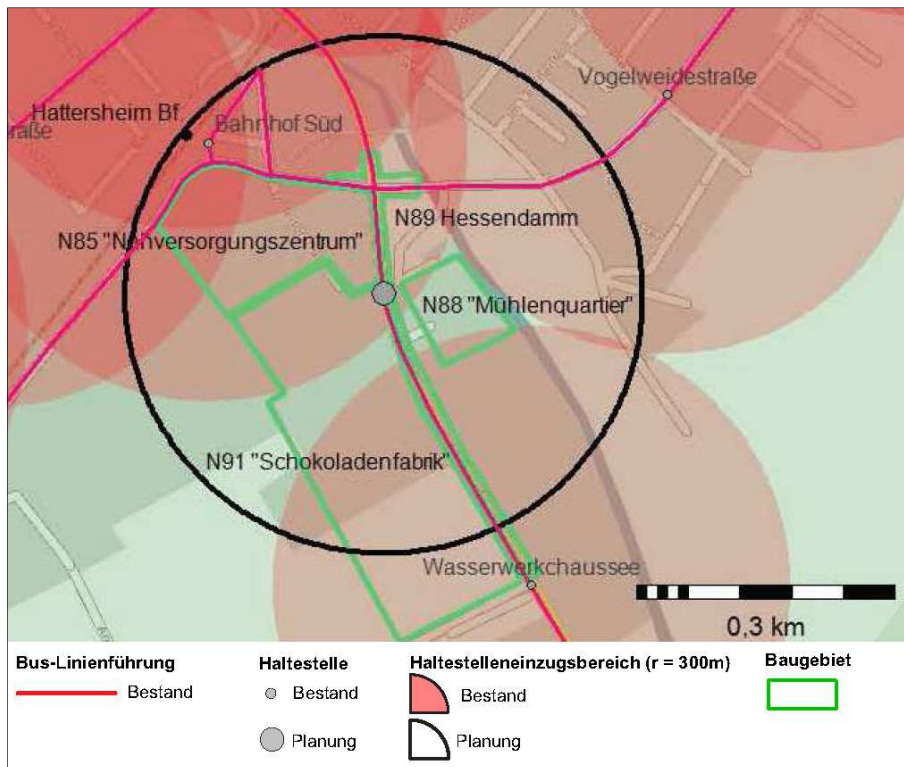 Vogelweidestraße
Hattersheim Bf
raße
Bahnhof Süd
N89 Hessendamm
N85 "Nahversorgungszentrum"
N88 "Mühlenquartier"
N91 "Schokoladenfabrik"
Wasserwerkchaussee
0,3 km
Bus-Linienführung
Haltestelle
Haltestelleneinzugsbereich (r = 300m)
Baugebiet
Bestand
Bestand
Bestand
Planung
Planung